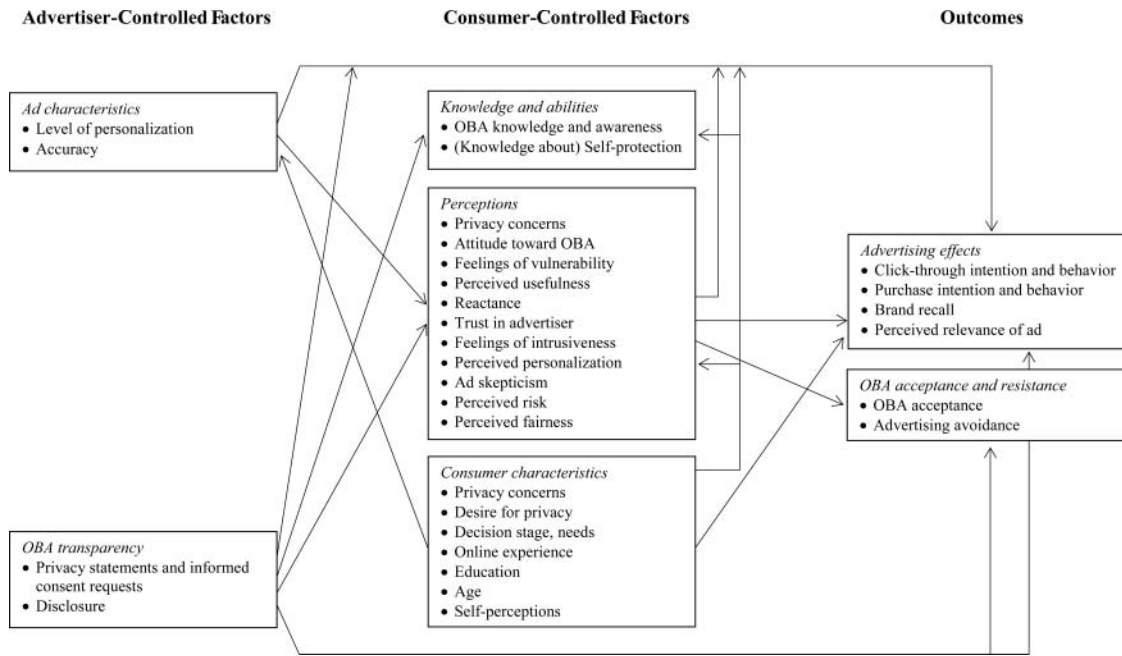 Advertiser-Controlled Factors
Consumer-Controlled Factors
Outcomes
Ad characteristics
• Level of personalization
• Accuracy
OBA transparency
• Privacy statements and informed
consent requests
• Disclosure
Knowledge and abilities
• OBA knowledge and awareness
• (Knowledge about) Self-protection
Perceptions
• Privacy concerns
• Attitude toward OBA
• Feelings of vulnerability
• Perceived usefulness
• Reactance
• Trust in advertiser
• Feelings of intrusiveness
• Perceived personalization
• Ad skepticism
• Perceived risk
• Perceived fairness
Consumer characteristics
• Privacy concerns
• Desire for privacy
• Decision stage, needs
• Online experience
• Education
• Age
• Self-perceptions
Advertising effects
• Click-through intention and behavior
• Purchase intention and behavior
• Brand recall
• Perceived relevance of ad
OBA acceptance and resistance
• OBA acceptance
• Advertising avoidance